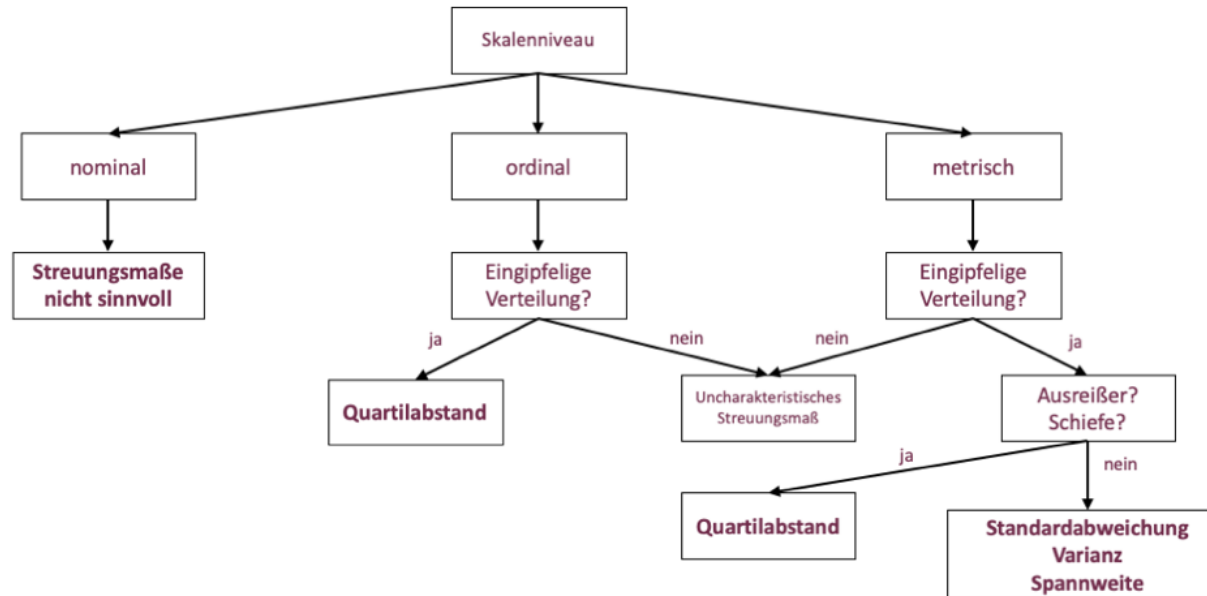 Skalenniveau
nominal
ordinal
metrisch
Streuungsmaße
nicht sinnvoll
Eingipfelige
Verteilung?
Eingipfelige
Verteilung?
ja
nein
nein
ja
Quartilabstand
Uncharakteristisches
Streuungsmaß
Ausreißer?
Schiefe?
ja
nein
Quartilabstand
Standardabweichung
Varianz
Spannweite